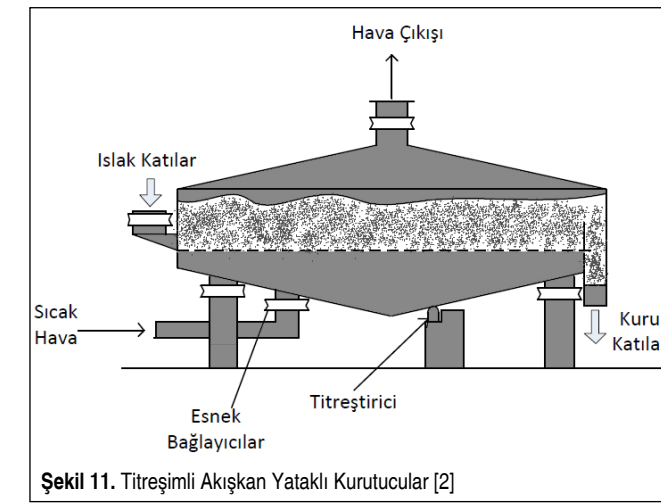 Hava Çıkışı
Islak Katılar
Sıcak
Hava
Kuru
Katıla
Titreştirici
Esnek
Bağlayıcılar
Şekil 11. Titreşimli Akışkan Yataklı Kurutucular [2]